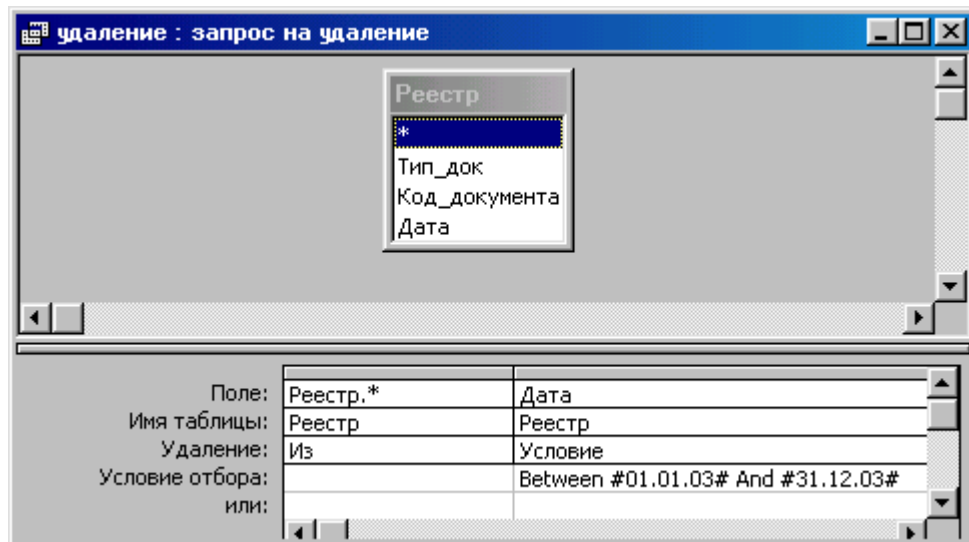 удаление : запрос на удаление
Реестр
*
Тип_док
Код_документа
Дата
Поле: Реестр.* Дата
Имя таблицы: Реестр Реестр
Удаление: Из Условие
Условие отбора: Between #01.01.03# And #31.12.03#
или: